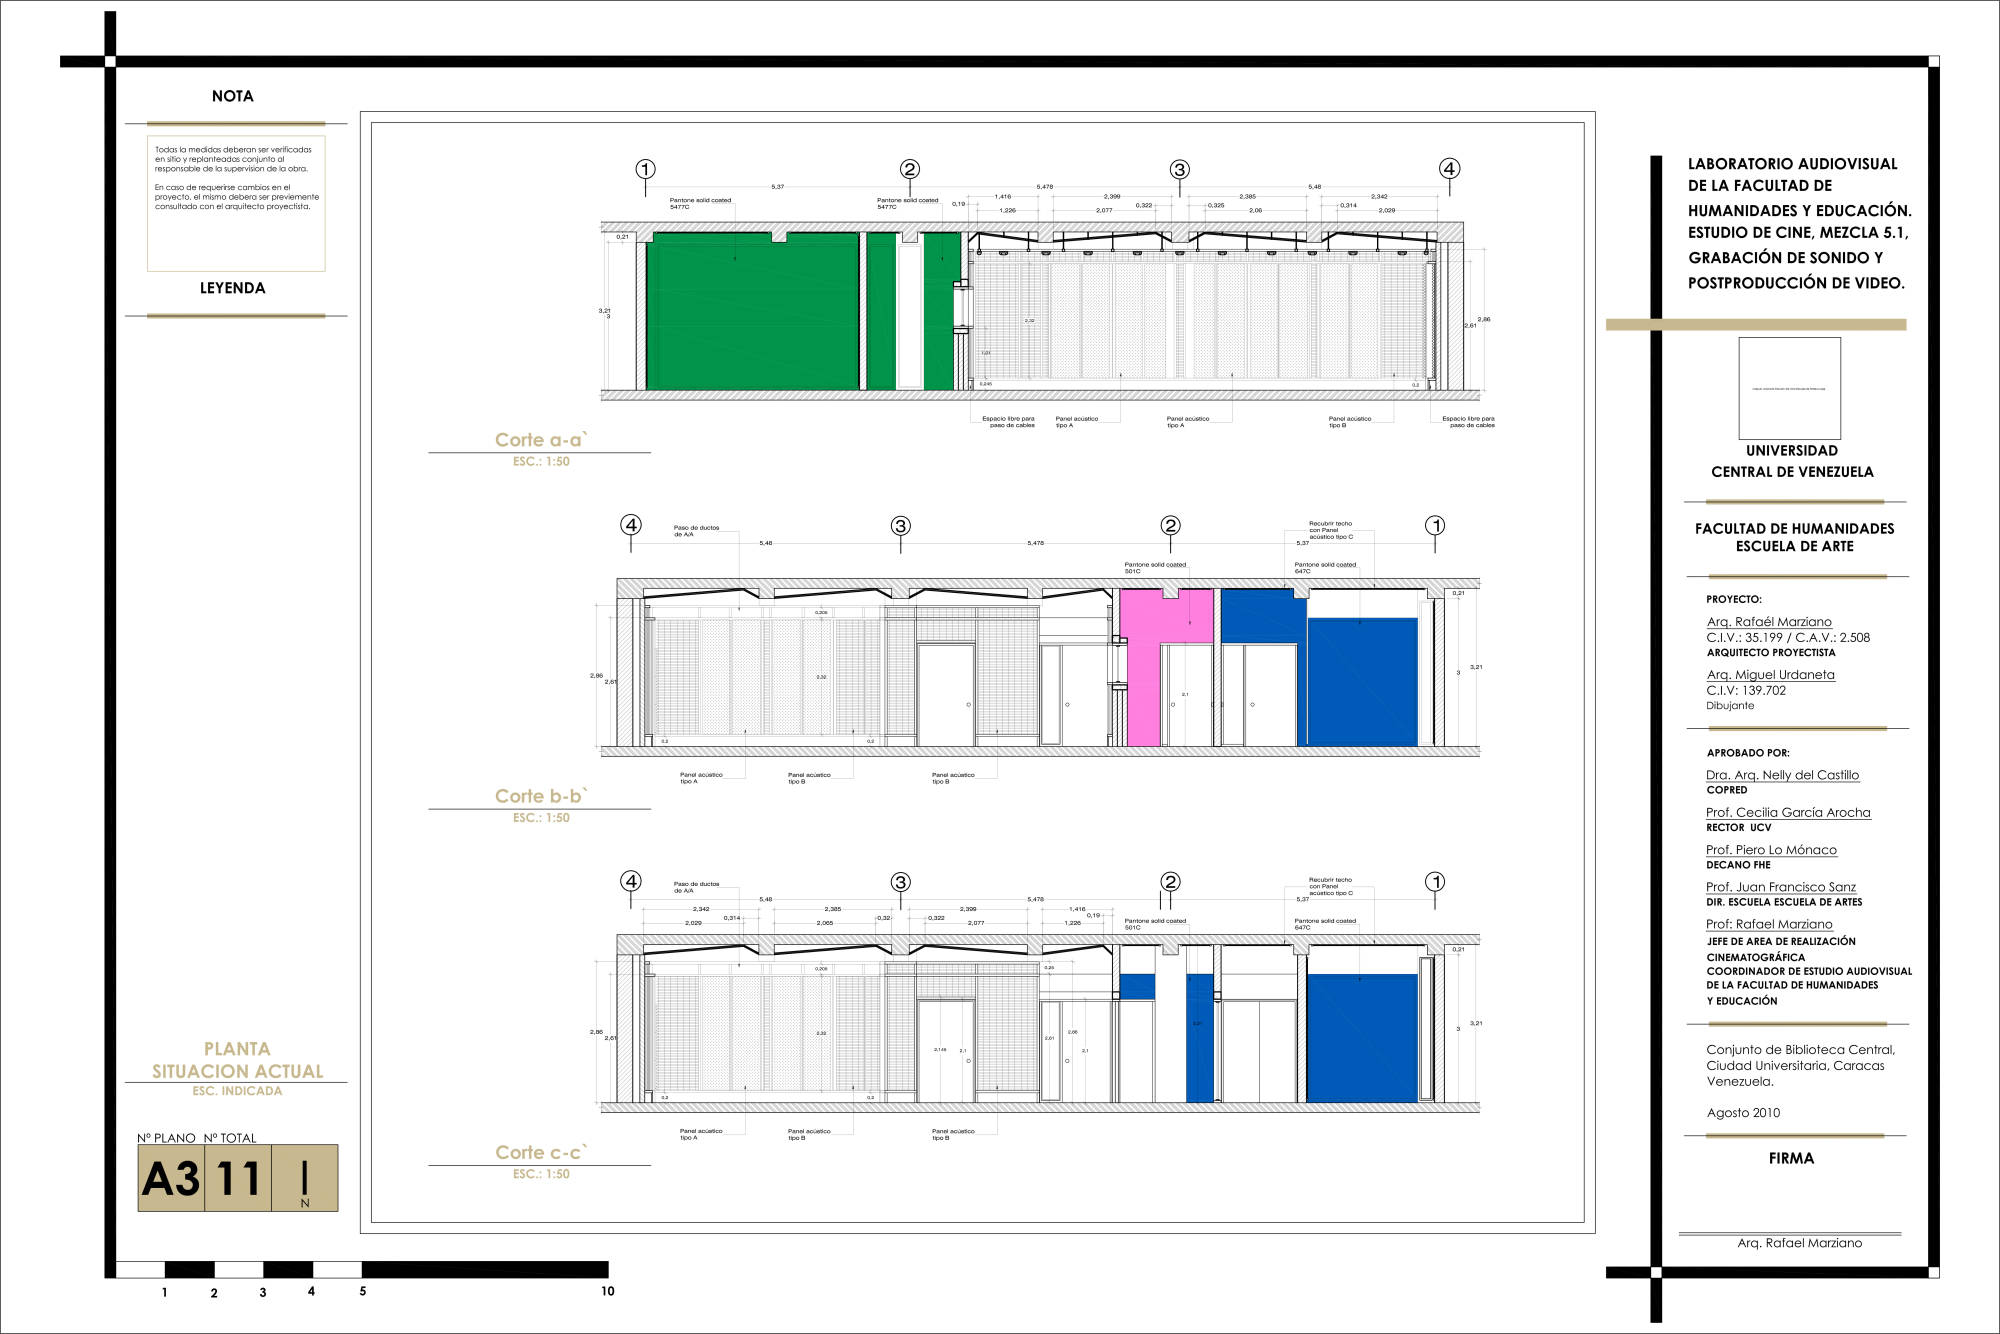 NOTA
Todas la medidas deberan ser verificadas
en sitio y replanteadas conjunto al
responsable de la supervision de la obra.
En caso de requerirse cambios en el
proyecto, el mismo debera ser previemente
consultado con el arquitecto proyectista.
LEYENDA
PLANTA
SITUACION ACTUAL
ESC. INDICADA
Nº PLANO Nº TOTAL
A3 11
N
1 2 3 4 5 10
1 2 3 4
5,37 5,478 5,48
Pantone solid coated
5477C
Pantone solid coated
5477C
0,19
1,416 2,399 2,385 2,342
1,226 2,077 0,322 0,325 2,06 0,314 2,029
0,21
3,21
3
2,32
1,01
0,245
0,2
2,86
2,61
Espacio libre para
paso de cables
Panel acústico
tipo A
Panel acústico
tipo A
Panel acústico
tipo B
Espacio libre para
paso de cables
Corte a-a`
ESC.: 1:50
4 3 2 1
Paso de ductos
de A/A
5,48 5,478 5,37
Recubrir techo
con Panel
acústico tipo C
Pantone solid coated
501C
Pantone solid coated
647C
0,21
0,205
2,32
2,86
2,61
2,1
3
3,21
0,2 0,2
Panel acústico
tipo A
Panel acústico
tipo B
Panel acústico
tipo B
Corte b-b`
ESC.: 1:50
4 3 2 1
Paso de ductos
de A/A
5,48 5,478 5,37
Recubrir techo
con Panel
acústico tipo C
2,342 2,385 2,399 1,416
0,314 0,32 0,322 0,19
2,029 2,065 2,077 1,226
Pantone solid coated
501C
Pantone solid coated
647C
0,21
0,205
0,25
2,86
2,61
2,32
2,145 2,1
2,61
2,66
2,1
3
3,21
0,2 0,2
Panel acústico
tipo A
Panel acústico
tipo B
Panel acústico
tipo B
Corte c-c`
ESC.: 1:50
LABORATORIO AUDIOVISUAL
DE LA FACULTAD DE
HUMANIDADES Y EDUCACIÓN.
ESTUDIO DE CINE, MEZCLA 5.1,
GRABACIÓN DE SONIDO Y
POSTPRODUCCIÓN DE VIDEO.
UNIVERSIDAD
CENTRAL DE VENEZUELA
FACULTAD DE HUMANIDADES
ESCUELA DE ARTE
PROYECTO:
Arq. Rafaél Marziano
C.I.V.: 35.199 / C.A.V.: 2.508
ARQUITECTO PROYECTISTA
Arq. Miguel Urdaneta
C.I.V: 139.702
Dibujante
APROBADO POR:
Dra. Arq. Nelly del Castillo
COPRED
Prof. Cecilia García Arocha
RECTOR UCV
Prof. Piero Lo Mónaco
DECANO FHE
Prof. Juan Francisco Sanz
DIR. ESCUELA ESCUELA DE ARTES
Prof: Rafael Marziano
JEFE DE AREA DE REALIZACIÓN
CINEMATOGRÁFICA
COORDINADOR DE ESTUDIO AUDIOVISUAL
DE LA FACULTAD DE HUMANIDADES
Y EDUCACIÓN
Conjunto de Biblioteca Central,
Ciudad Universitaria, Caracas
Venezuela.
Agosto 2010
FIRMA
Arq. Rafael Marziano